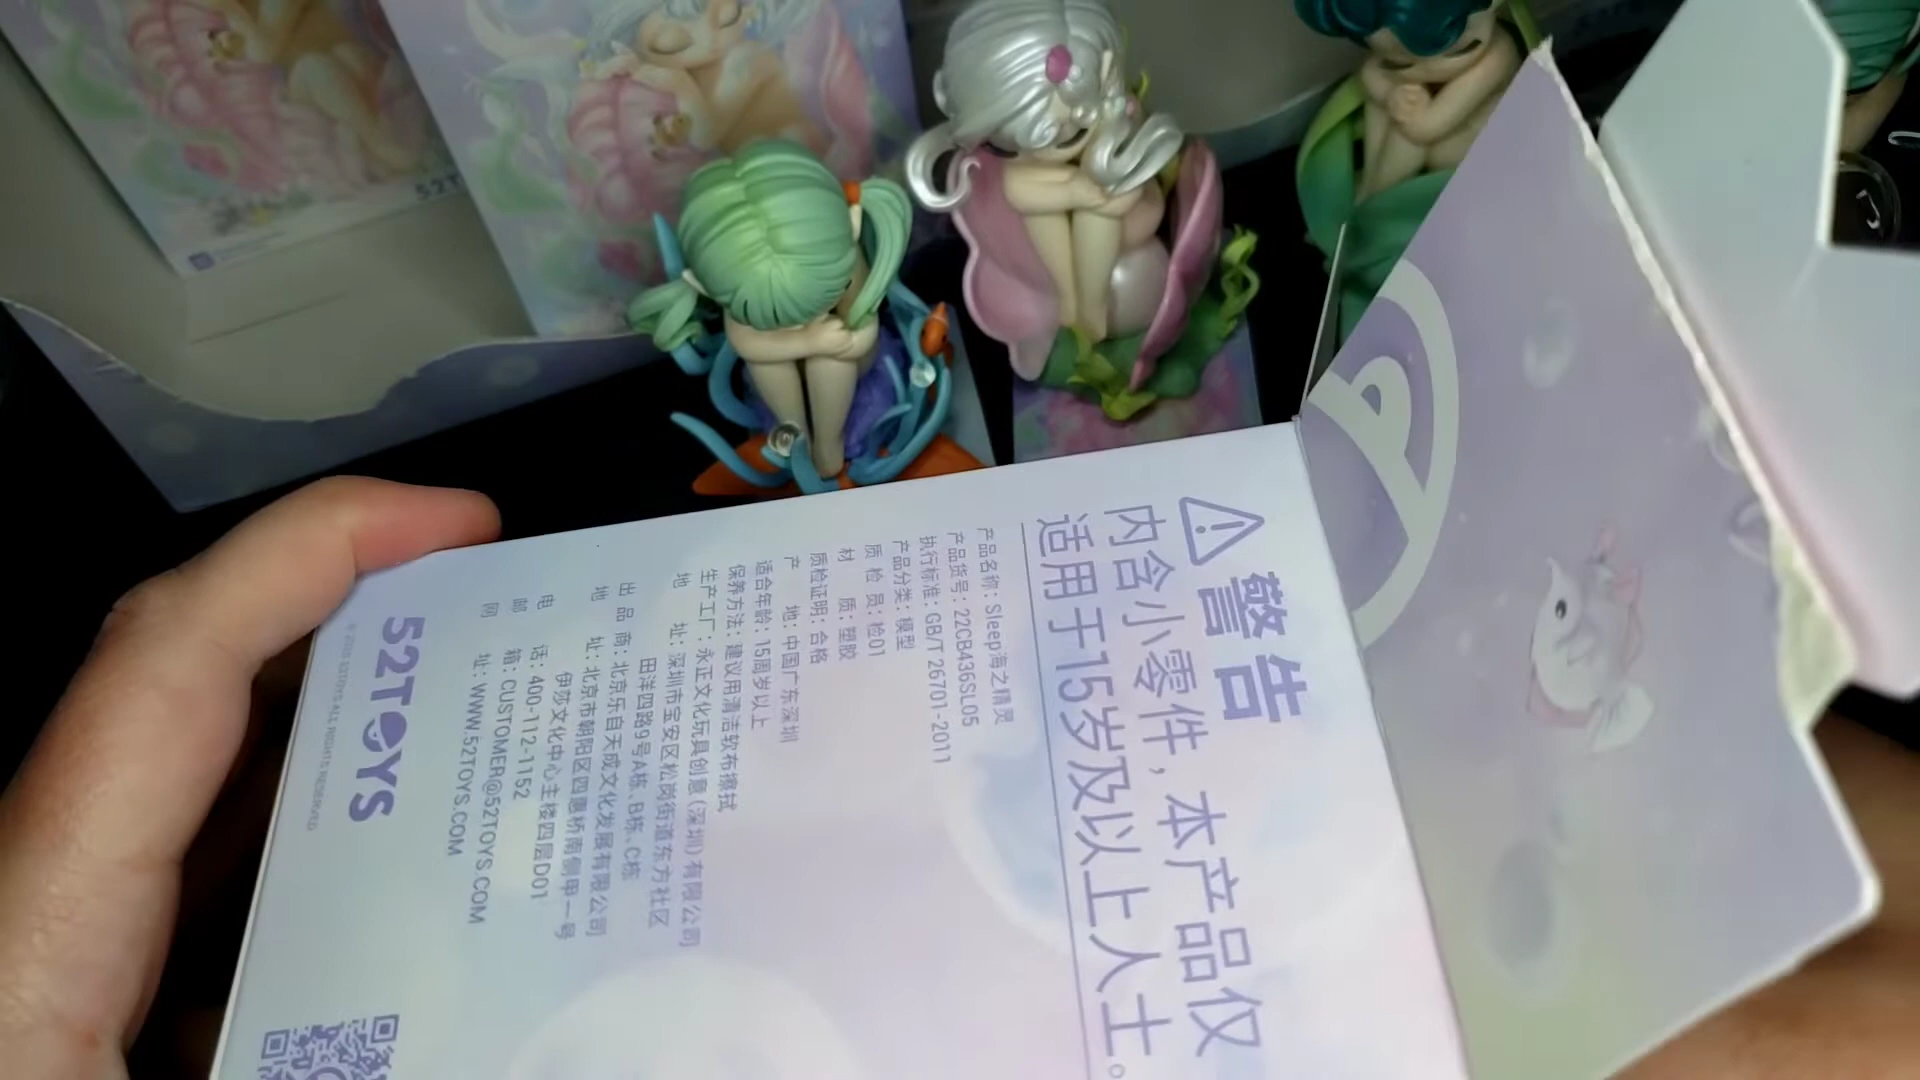 警告
内含小零件，本产品仅
适用于15岁及以上人士。
产品名称：Sleep海之精灵
产品货号：22CB436SL05
执行标准：GB/T 26701-2011
产品分类：模型
质 检 员：检01
材 质：塑胶
质检证明：合格
产 地：中国广东深圳
适合年龄：15周岁以上
保养方法：建议用清洁软布擦拭
生产工厂：永正文化玩具创意（深圳）有限公司
地 址：深圳市宝安区松岗街道东方社区
田洋四路9号A栋、B栋、C栋
出 品 商：北京乐自天成文化发展有限公司
地 址：北京市朝阳区四惠桥南侧甲一号
伊莎文化中心主楼四层D01
电 话：400-112-1152
邮 箱：CUSTOMER@52TOYS.COM
网 址：WWW.52TOYS.COM
52TOYS
52T